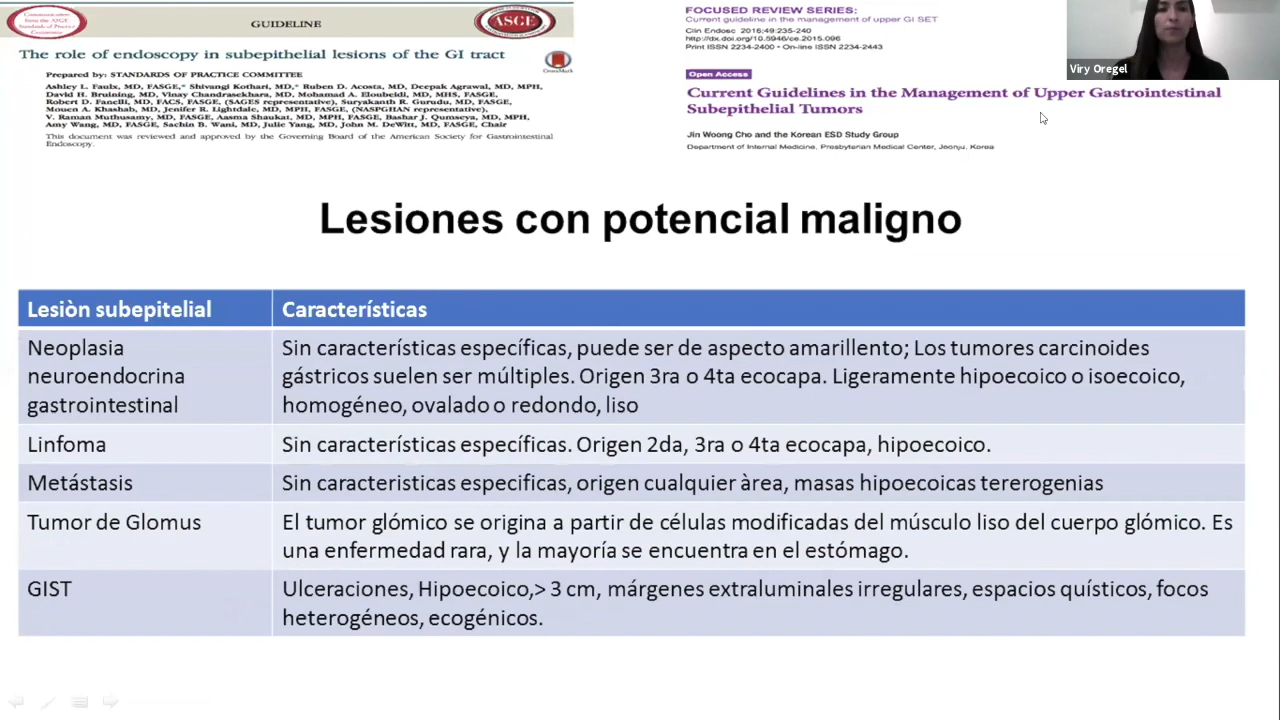 Communication from the ASGE Standards of Practice Committee
GUIDELINE
ASGE
The role of endoscopy in subepithelial lesions of the GI tract
CrossMark
Prepared by: STANDARDS OF PRACTICE COMMITTEE
Ashley L. Faulx, MD, FASGE,* Shivangi Kothari, MD,* Ruben D. Acosta, MD, Deepak Agrawal, MD, MPH,
David H. Bruining, MD, Vinay Chandrasekhara, MD, Mohamad A. Eloubeidi, MD, MHS, FASGE,
Robert D. Fanelli, MD, FACS, FASGE, (SAGES representative), Suryakanth R. Gurudu, MD, FASGE,
Mouen A. Khashab, MD, Jenifer R. Lightdale, MD, MPH, FASGE, (NASPGHAN representative),
V. Raman Muthusamy, MD, FASGE, Aasma Shaukat, MD, MPH, FASGE, Bashar J. Qumseya, MD, MPH,
Amy Wang, MD, FASGE, Sachin B. Wani, MD, Julie Yang, MD, John M. DeWitt, MD, FASGE, Chair
This document was reviewed and approved by the Governing Board of the American Society for Gastrointestinal
Endoscopy.
FOCUSED REVIEW SERIES:
Current guideline in the management of upper GI SET
Clin Endosc 2016;49:235-240
http://dx.doi.org/10.5946/ce.2015.096
Print ISSN 2234-2400 • On-line ISSN 2234-2443
Open Access
Current Guidelines in the Management of Upper Gastrointestinal
Subepithelial Tumors
Jin Woong Cho and the Korean ESD Study Group
Department of Internal Medicine, Presbyterian Medical Center, Jeonju, Korea
Viry Oregel
Lesiones con potencial maligno
Lesiòn subepitelial
Características
Neoplasia
neuroendocrina
gastrointestinal
Sin características específicas, puede ser de aspecto amarillento; Los tumores carcinoides
gástricos suelen ser múltiples. Origen 3ra o 4ta ecocapa. Ligeramente hipoecoico o isoecoico,
homogéneo, ovalado o redondo, liso
Linfoma
Sin características específicas. Origen 2da, 3ra o 4ta ecocapa, hipoecoico.
Metástasis
Sin caracteristicas especificas, origen cualquier àrea, masas hipoecoicas tererogenias
Tumor de Glomus
El tumor glómico se origina a partir de células modificadas del músculo liso del cuerpo glómico. Es
una enfermedad rara, y la mayoría se encuentra en el estómago.
GIST
Ulceraciones, Hipoecoico,> 3 cm, márgenes extraluminales irregulares, espacios quísticos, focos
heterogéneos, ecogénicos.